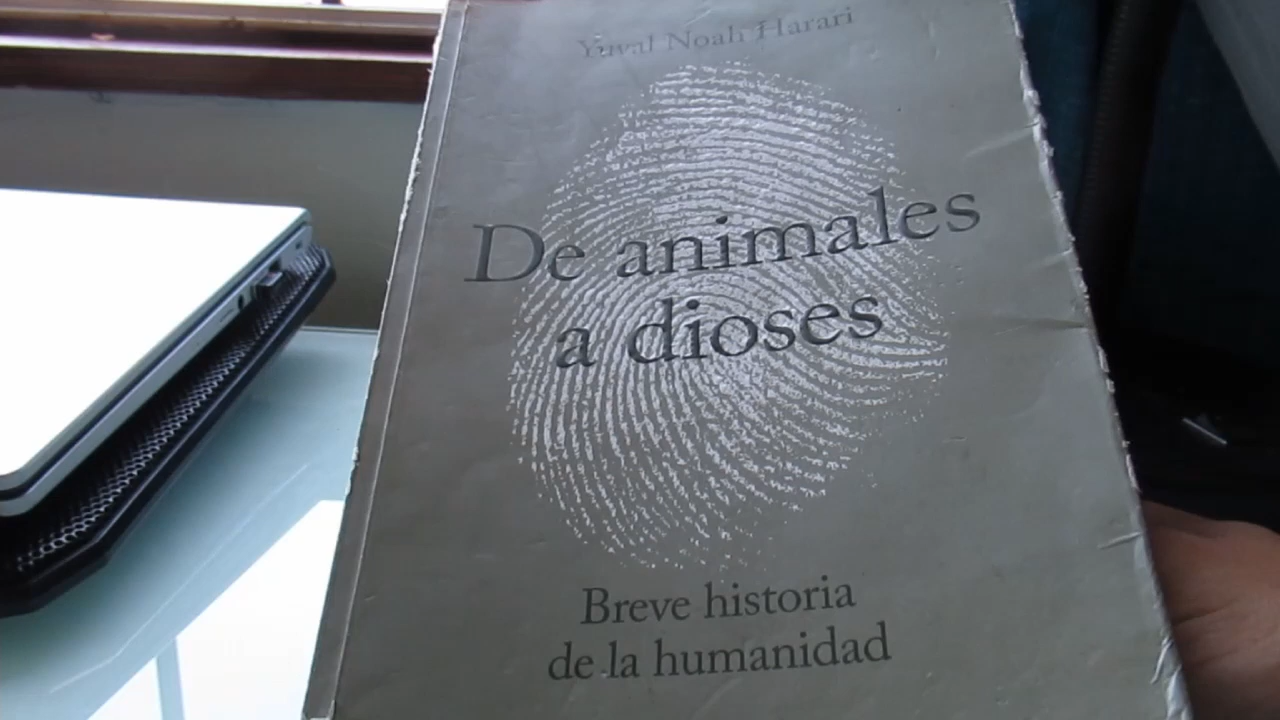 Yuval Noah Harari
De animales
a dioses
Breve historia
de la humanidad